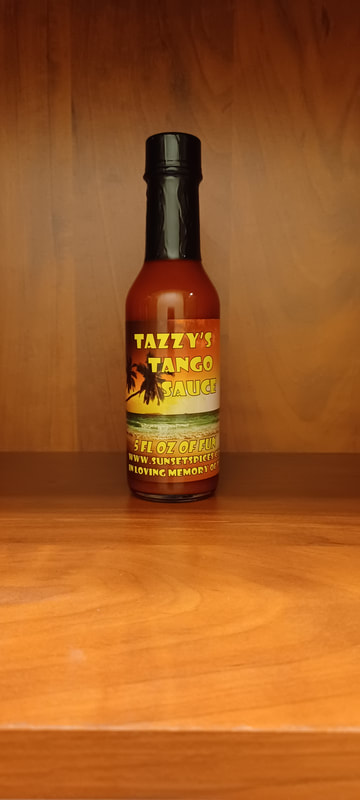 TAZZY'S
TANGO
SAUCE
5 FL OZ OF FUN
WWW.SUNSETSPICES.
IN LOVING MEMORY OF